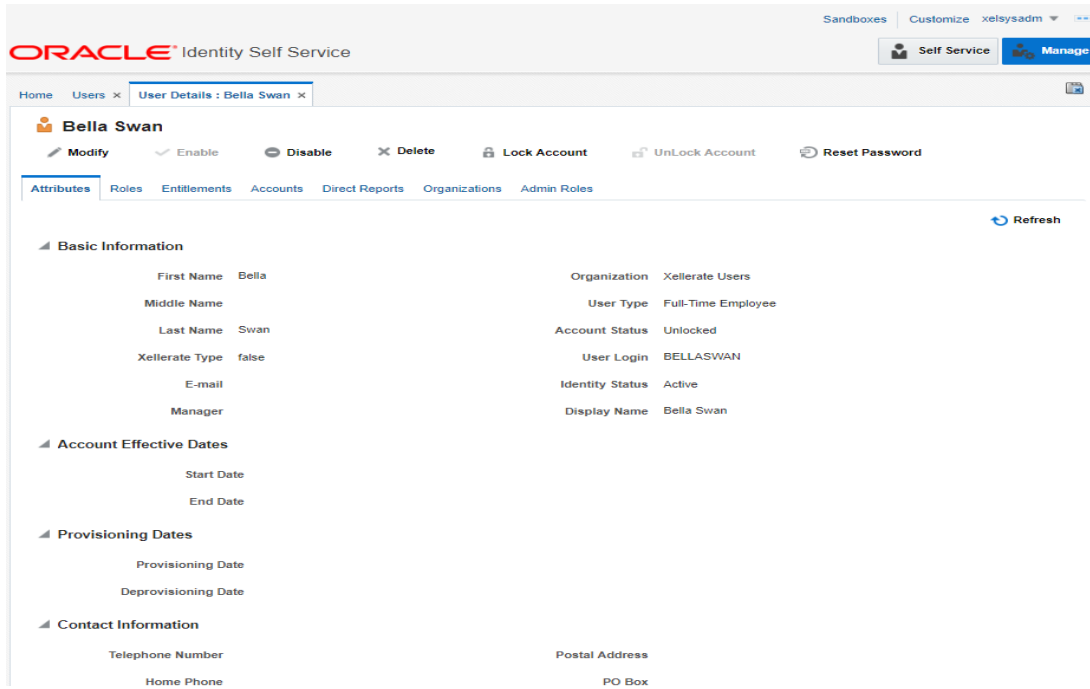 Sandboxes Customize xelsysadm
ORACLE Identity Self Service Self Service Manage
Home Users × User Details : Bella Swan ×
Bella Swan
Modify Enable Disable Delete Lock Account UnLock Account Reset Password
Attributes Roles Entitlements Accounts Direct Reports Organizations Admin Roles
Refresh
Basic Information
First Name Bella Organization Xellerate Users
Middle Name User Type Full-Time Employee
Last Name Swan Account Status Unlocked
Xellerate Type false User Login BELLASWAN
E-mail Identity Status Active
Manager Display Name Bella Swan
Account Effective Dates
Start Date
End Date
Provisioning Dates
Provisioning Date
Deprovisioning Date
Contact Information
Telephone Number Postal Address
Home Phone PO Box